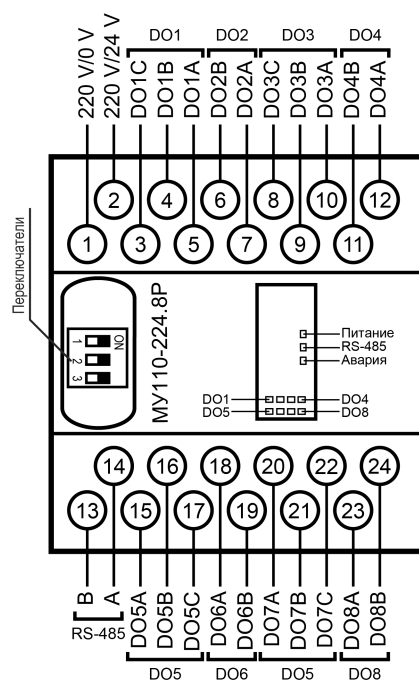 DO1 DO2 DO3 DO4
220 V/0 V
220 V/24 V
DO1C
DO1B
DO1A
DO2B
DO2A
DO3C
DO3B
DO3A
DO4B
DO4A
2 4 6 8 10 12
1 3 5 7 9 11
Переключатели
ON
1
2
3
МУ110-224.8Р
Питание
RS-485
Авария
DO1 DO4
DO5 DO8
14 16 18 20 22 24
13 15 17 19 21 23
B
A
DO5A
DO5B
DO5C
DO6A
DO6B
DO7A
DO7B
DO7C
DO8A
DO8B
RS-485
DO5 DO6 DO5 DO8